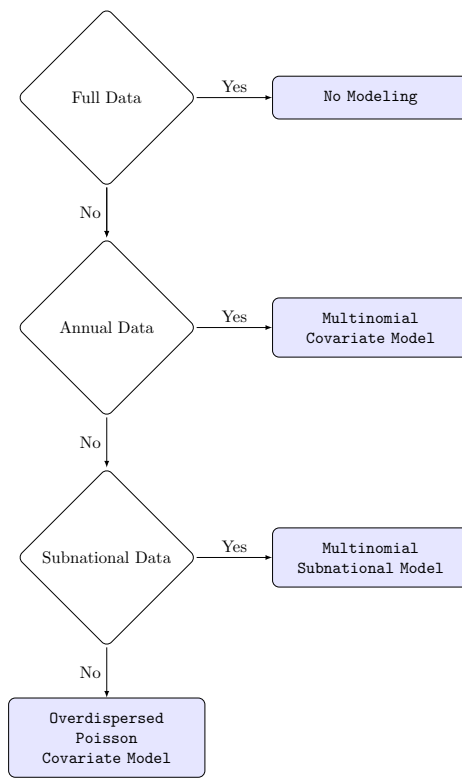 Full Data
Yes
No Modeling
No
Annual Data
Yes
Multinomial
Covariate Model
No
Subnational Data
Yes
Multinomial
Subnational Model
No
Overdispersed
Poisson
Covariate Model